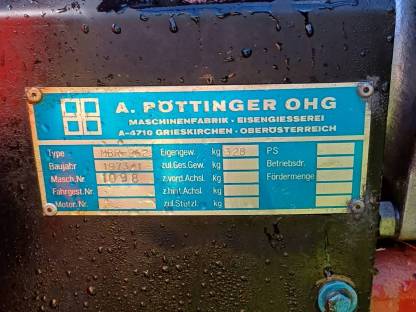 A. PÖTTINGER OHG
MASCHINENFABRIK · EISENGIESSEREI
A-4710 GRIESKIRCHEN · OBERÖSTERREICH
Type Eigengew. kg 328 PS
Baujahr zul.Ges.Gew. kg Betriebsdr.
Masch.Nr. 1098 z.vord.Achsl. kg Fördermenge
Fahrgest.Nr. z.hint.Achsl. kg
Motor.Nr. zul.Stützl. kg